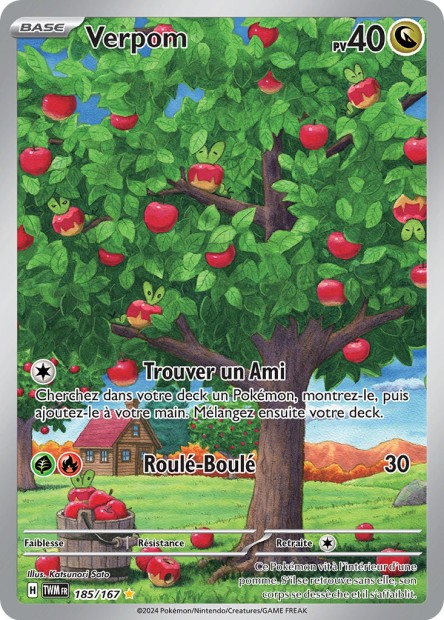 BASE
Verpom
PV 40
Trouver un Ami
Cherchez dans votre deck un Pokémon, montrez-le, puis
ajoutez-le à votre main. Mélangez ensuite votre deck.
Roulé-Boulé 30
Faiblesse Résistance Retraite
Illus. Katsunori Sato
Ce Pokémon vit à l'intérieur d'une
pomme. S'il se retrouve sans elle, son
corps se dessèche et il s'affaiblit.
H TWM FR 185/167
©2024 Pokémon/Nintendo/Creatures/GAME FREAK